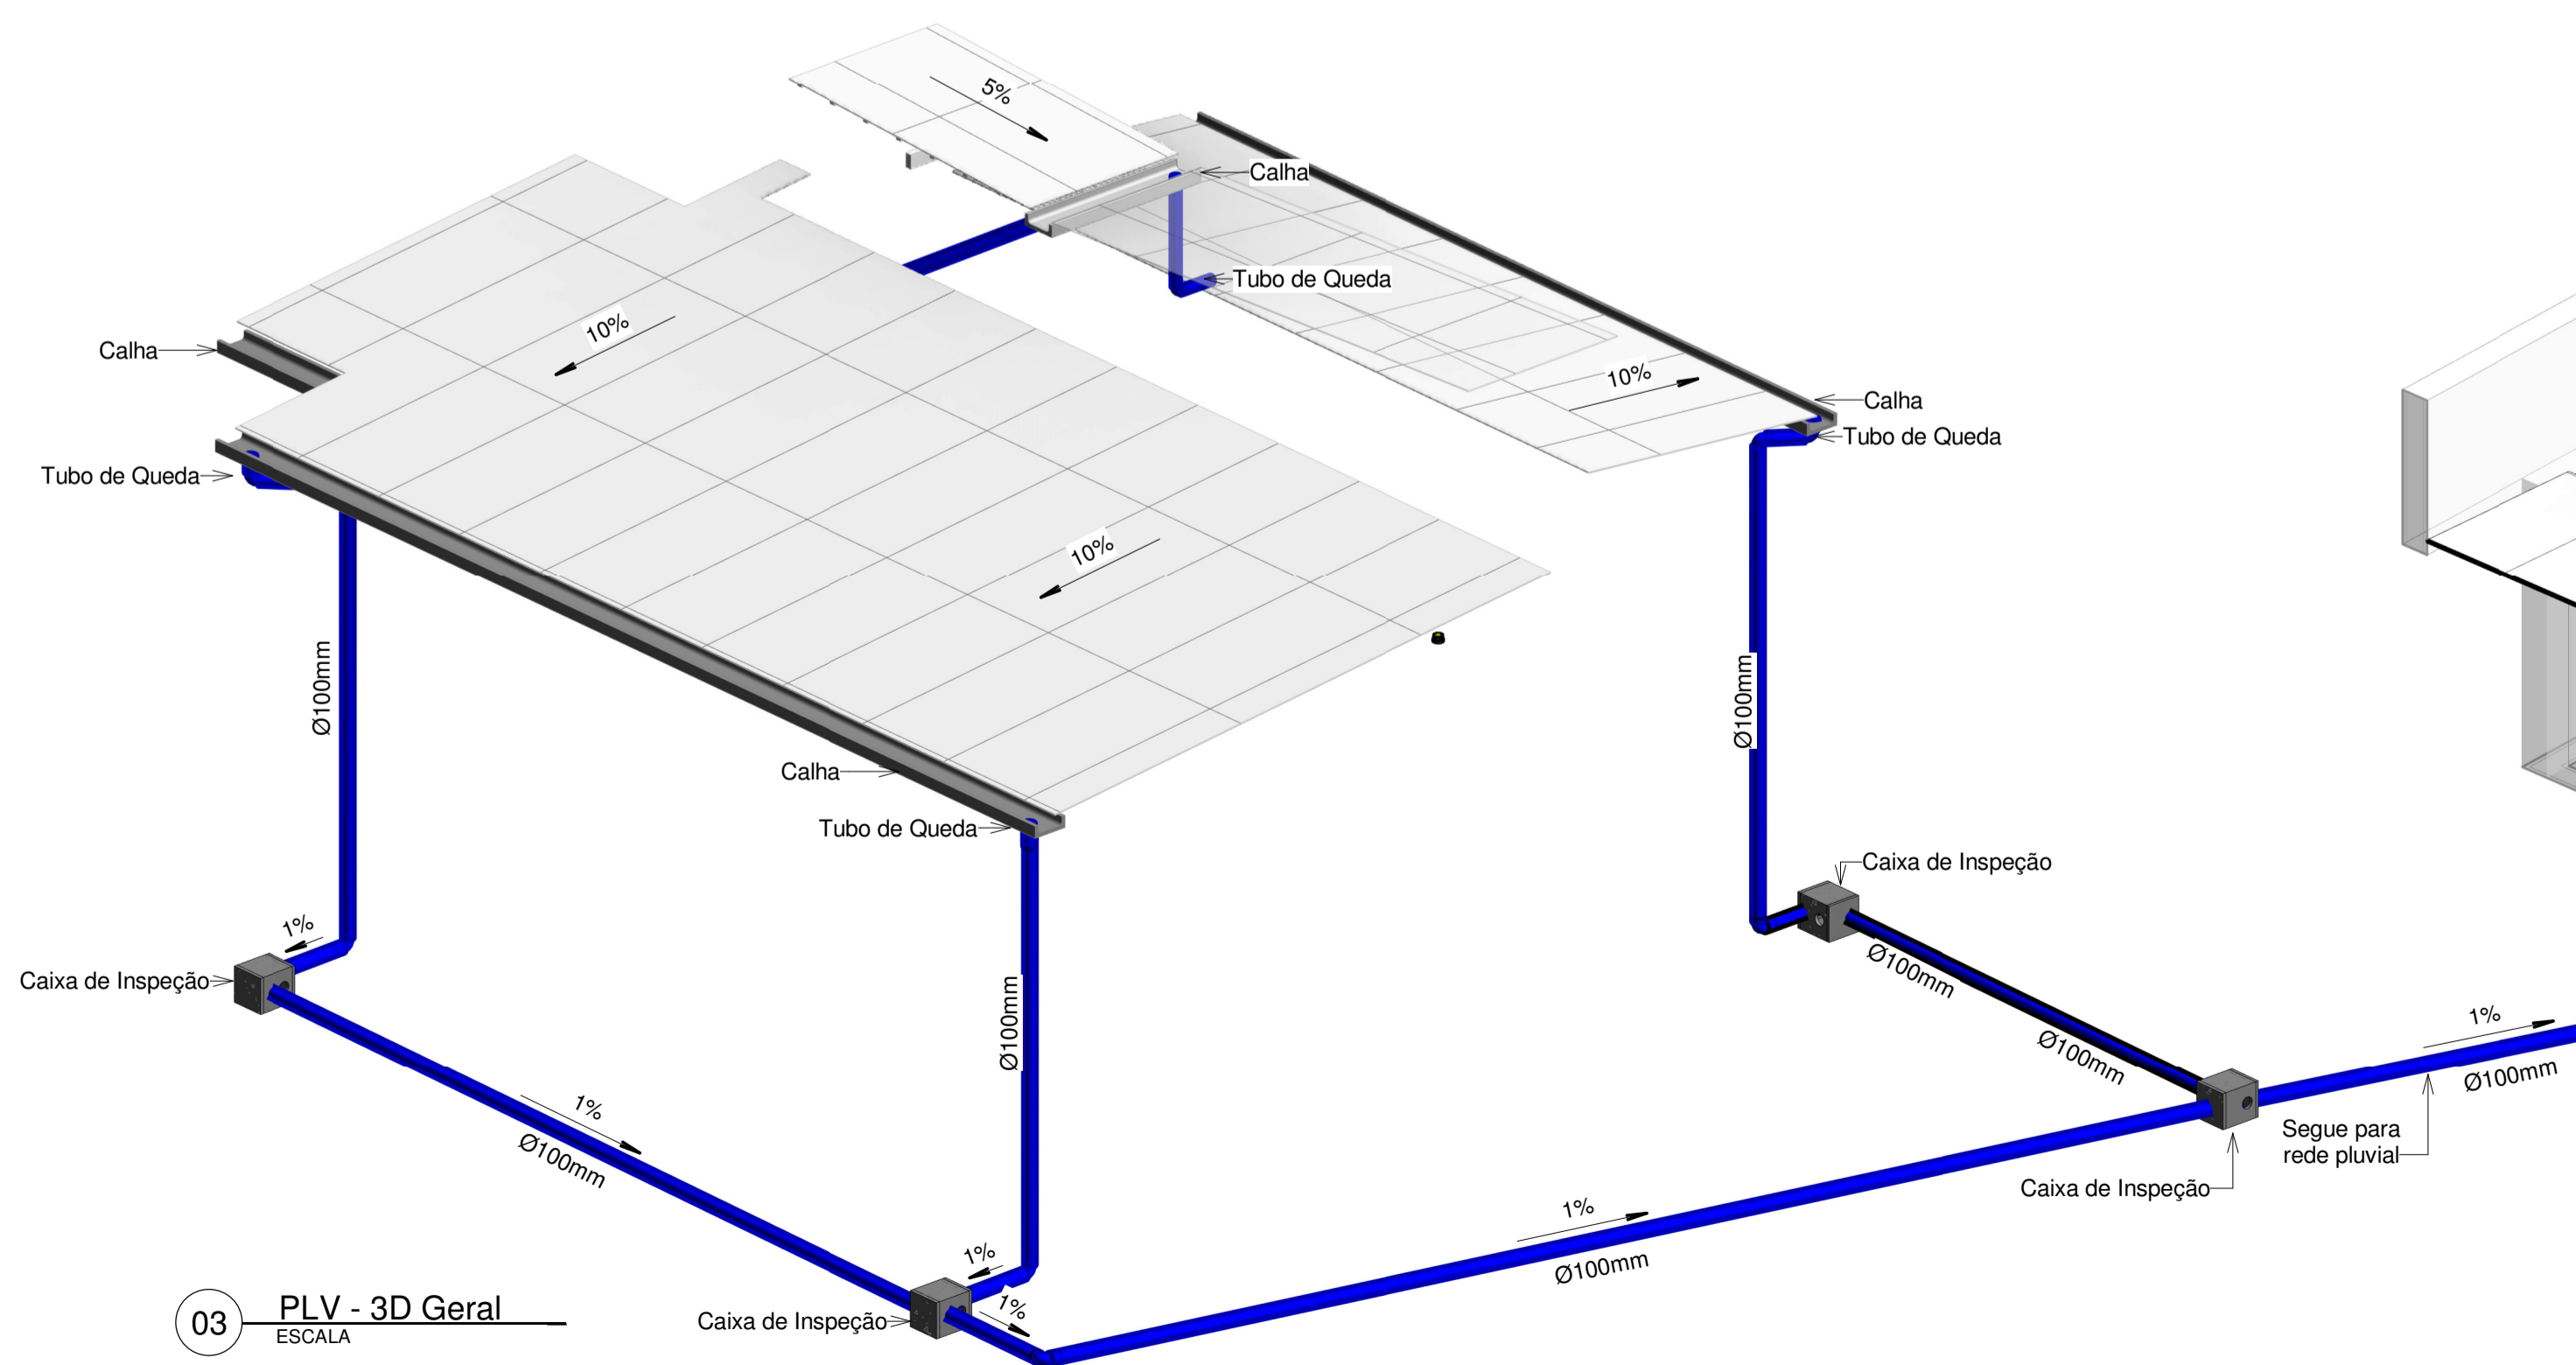 5%
Calha
Tubo de Queda
10%
Calha
10%
Calha
Tubo de Queda
Tubo de Queda
10%
Ø100mm
Ø100mm
Calha
Tubo de Queda
Caixa de Inspeção
1%
Caixa de Inspeção
Ø100mm
Ø100mm
Ø100mm
1%
Ø100mm
Segue para
rede pluvial
Caixa de Inspeção
1%
Ø100mm
1%
Ø100mm
1%
1%
Caixa de Inspeção
03
PLV - 3D Geral
ESCALA